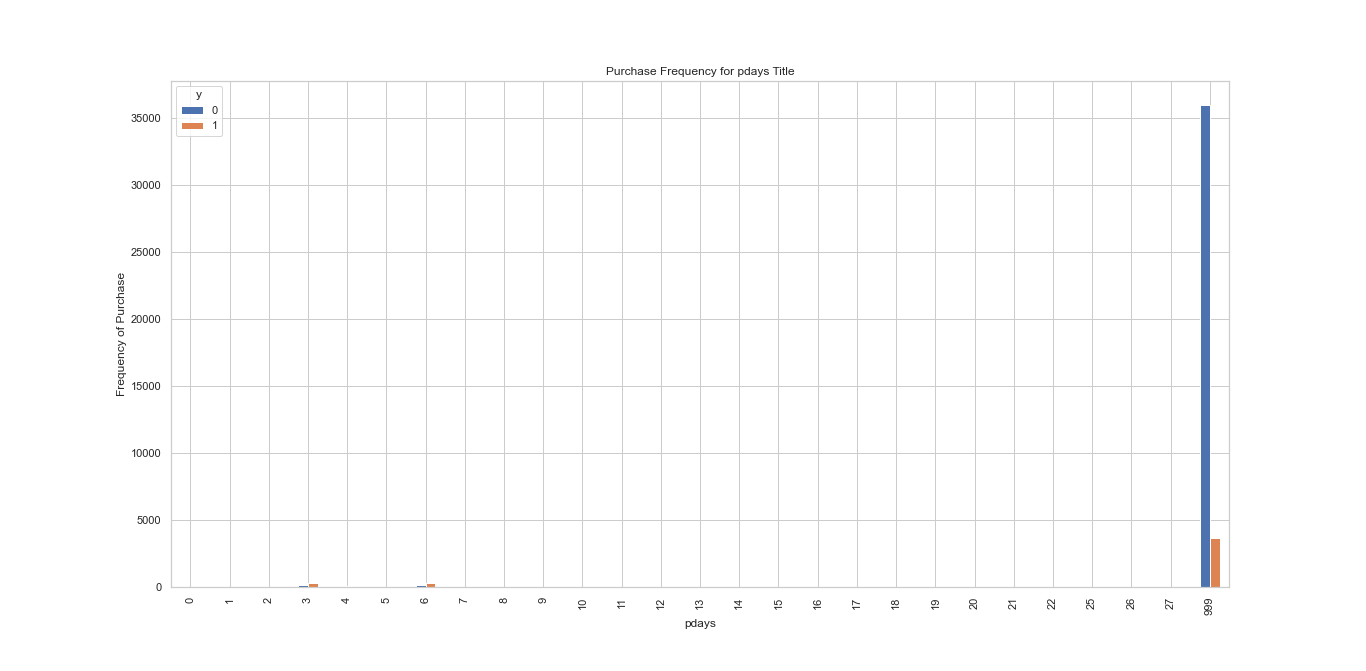 Purchase Frequency for pdays Title
y
0
1
35000
30000
25000
20000
15000
10000
5000
0
Frequency of Purchase
0 1 2 3 4 5 6 7 8 9 10 11 12 13 14 15 16 17 18 19 20 21 22 25 26 27 999
pdays